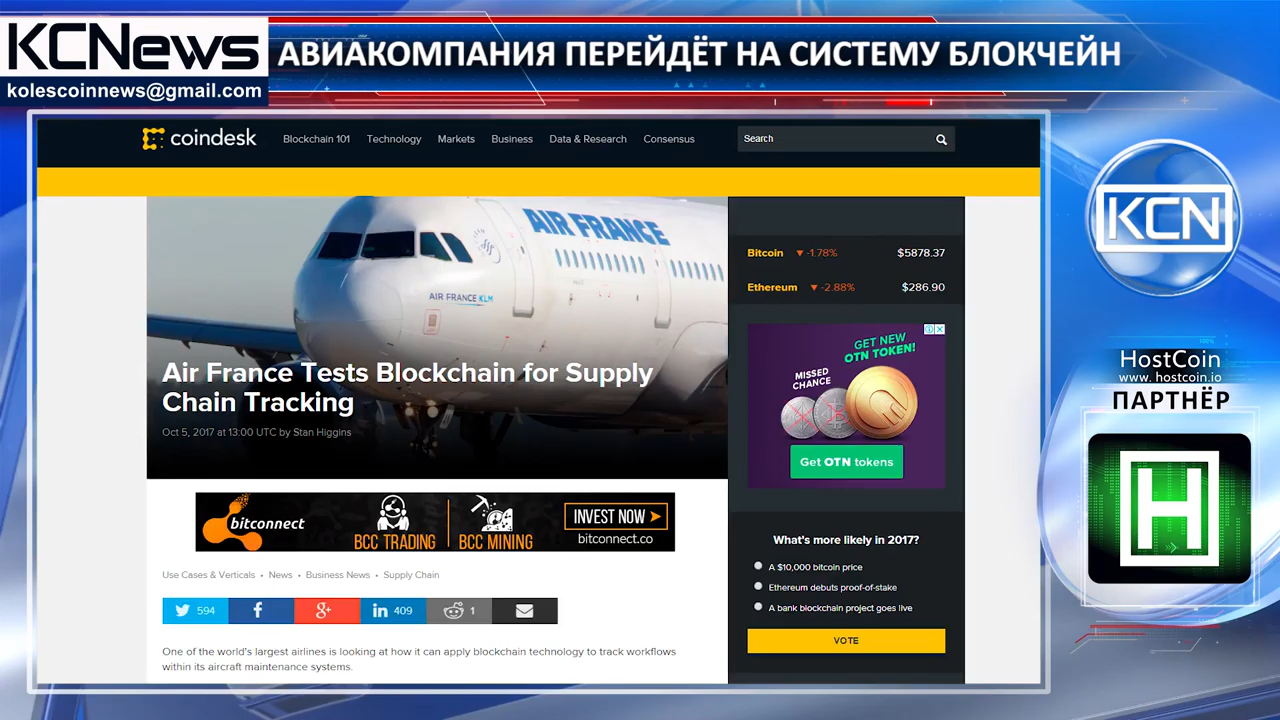 KCNews
kolescoinnews@gmail.com
АВИАКОМПАНИЯ ПЕРЕЙДЁТ НА СИСТЕМУ БЛОКЧЕЙН
coindesk
Blockchain 101 Technology Markets Business Data & Research Consensus
Search
AIR FRANCE
AIR FRANCE KLM
Air France Tests Blockchain for Supply
Chain Tracking
Oct 5, 2017 at 13:00 UTC by Stan Higgins
Bitcoin ▼ -1.78% $5878.37
Ethereum ▼ -2.88% $286.90
GET NEW
OTN TOKEN!
MISSED
CHANCE
Get OTN tokens
bitconnect
BCC TRADING
BCC MINING
INVEST NOW
bitconnect.co
Use Cases & Verticals • News • Business News • Supply Chain
594
409
1
One of the world's largest airlines is looking at how it can apply blockchain technology to track workflows
within its aircraft maintenance systems.
What's more likely in 2017?
A $10,000 bitcoin price
Ethereum debuts proof-of-stake
A bank blockchain project goes live
VOTE
KCN
100%
HostCoin
www. hostcoin.io
ПАРТНЁР
H